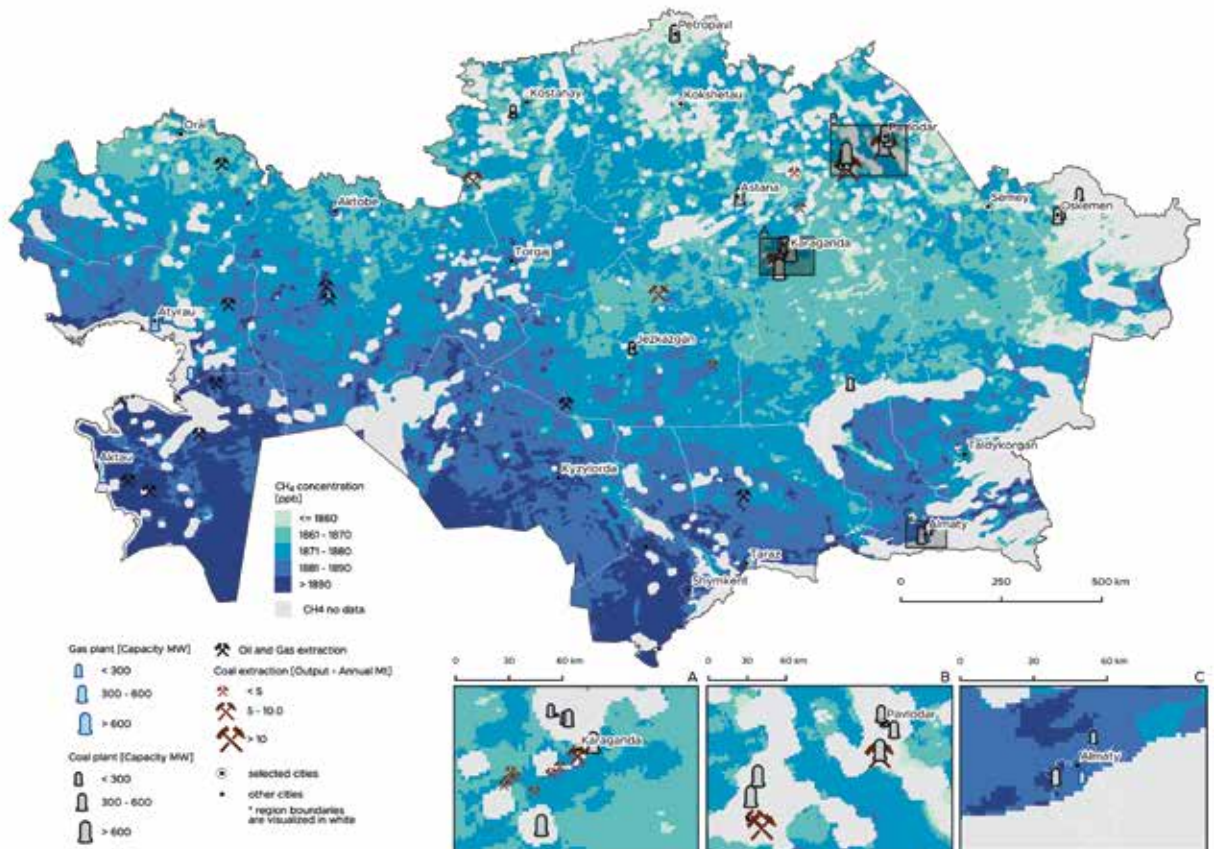 Petropavil
Kostanay
Kokshetau
Oral
B
Pavlodar
Aktobe
Astana
Semey
Oskemen
A
Karaganda
Torgaj
Atyrau
Jezkazgan
Aktau
Kyzylorda
Taldykorgan
Almaty
Taraz
Shymkent
CH₄ concentration
[ppb]
<= 1860
1861 - 1870
1871 - 1880
1881 - 1890
> 1890
CH4 no data
0 250 500 km
Gas plant [Capacity MW]
< 300
300 - 600
> 600
Coal plant [Capacity MW]
< 300
300 - 600
> 600
Oil and Gas extraction
Coal extraction [Output - Annual Mt]
< 5
5 - 10.0
> 10
selected cities
other cities
* region boundaries
are visualized in white
0 30 60 km
A
Karaganda
0 30 60 km
B
Pavlodar
0 30 60 km
C
Almaty